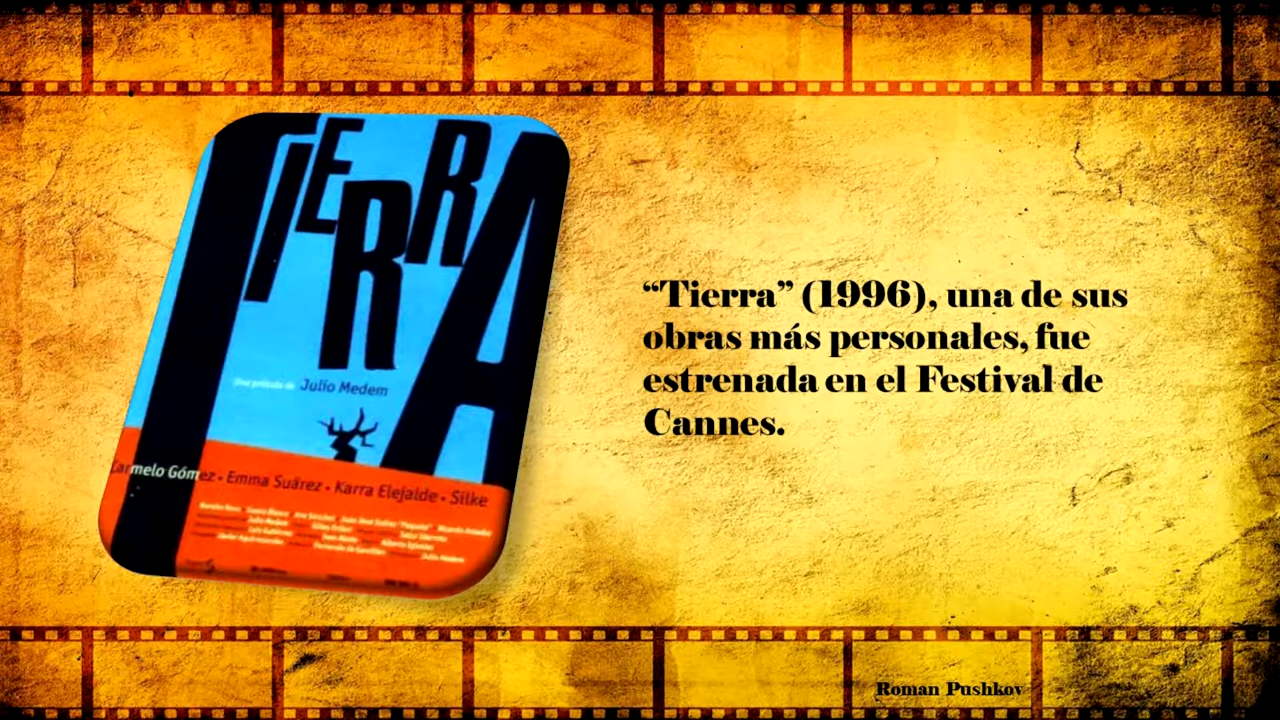 TIERRA
Una película de Julio Medem
Carmelo Gómez • Emma Suárez • Karra Elejalde • Silke
“Tierra” (1996), una de sus
obras más personales, fue
estrenada en el Festival de
Cannes.
Roman Pushkov